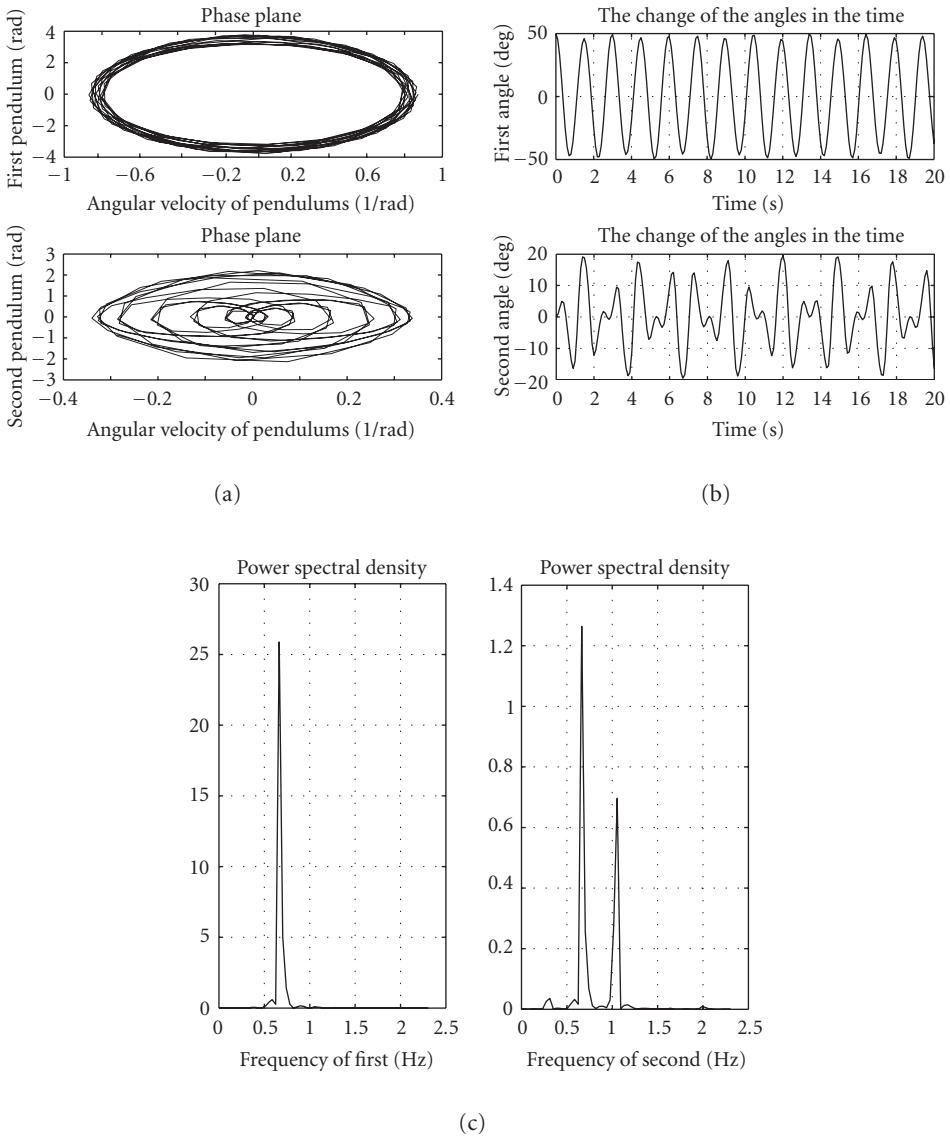 Phase plane
First pendulum (rad)
4
2
0
−2
−4
−1
−0.6
−0.2
0.2
0.6
1
Angular velocity of pendulums (1/rad)
Phase plane
Second pendulum (rad)
3
2
1
0
−1
−2
−3
−0.4
−0.2
0
0.2
0.4
Angular velocity of pendulums (1/rad)
(a)
The change of the angles in the time
First angle (deg)
50
0
−50
0 2 4 6 8 10 12 14 16 18 20
Time (s)
The change of the angles in the time
Second angle (deg)
20
10
0
−10
−20
0 2 4 6 8 10 12 14 16 18 20
Time (s)
(b)
Power spectral density
30
25
20
15
10
5
0
0 0.5 1 2 2.5
Frequency of first (Hz)
Power spectral density
1.4
1.2
1
0.8
0.6
0.4
0.2
0
0 0.5 1 1.5 2 2.5
Frequency of second (Hz)
(c)